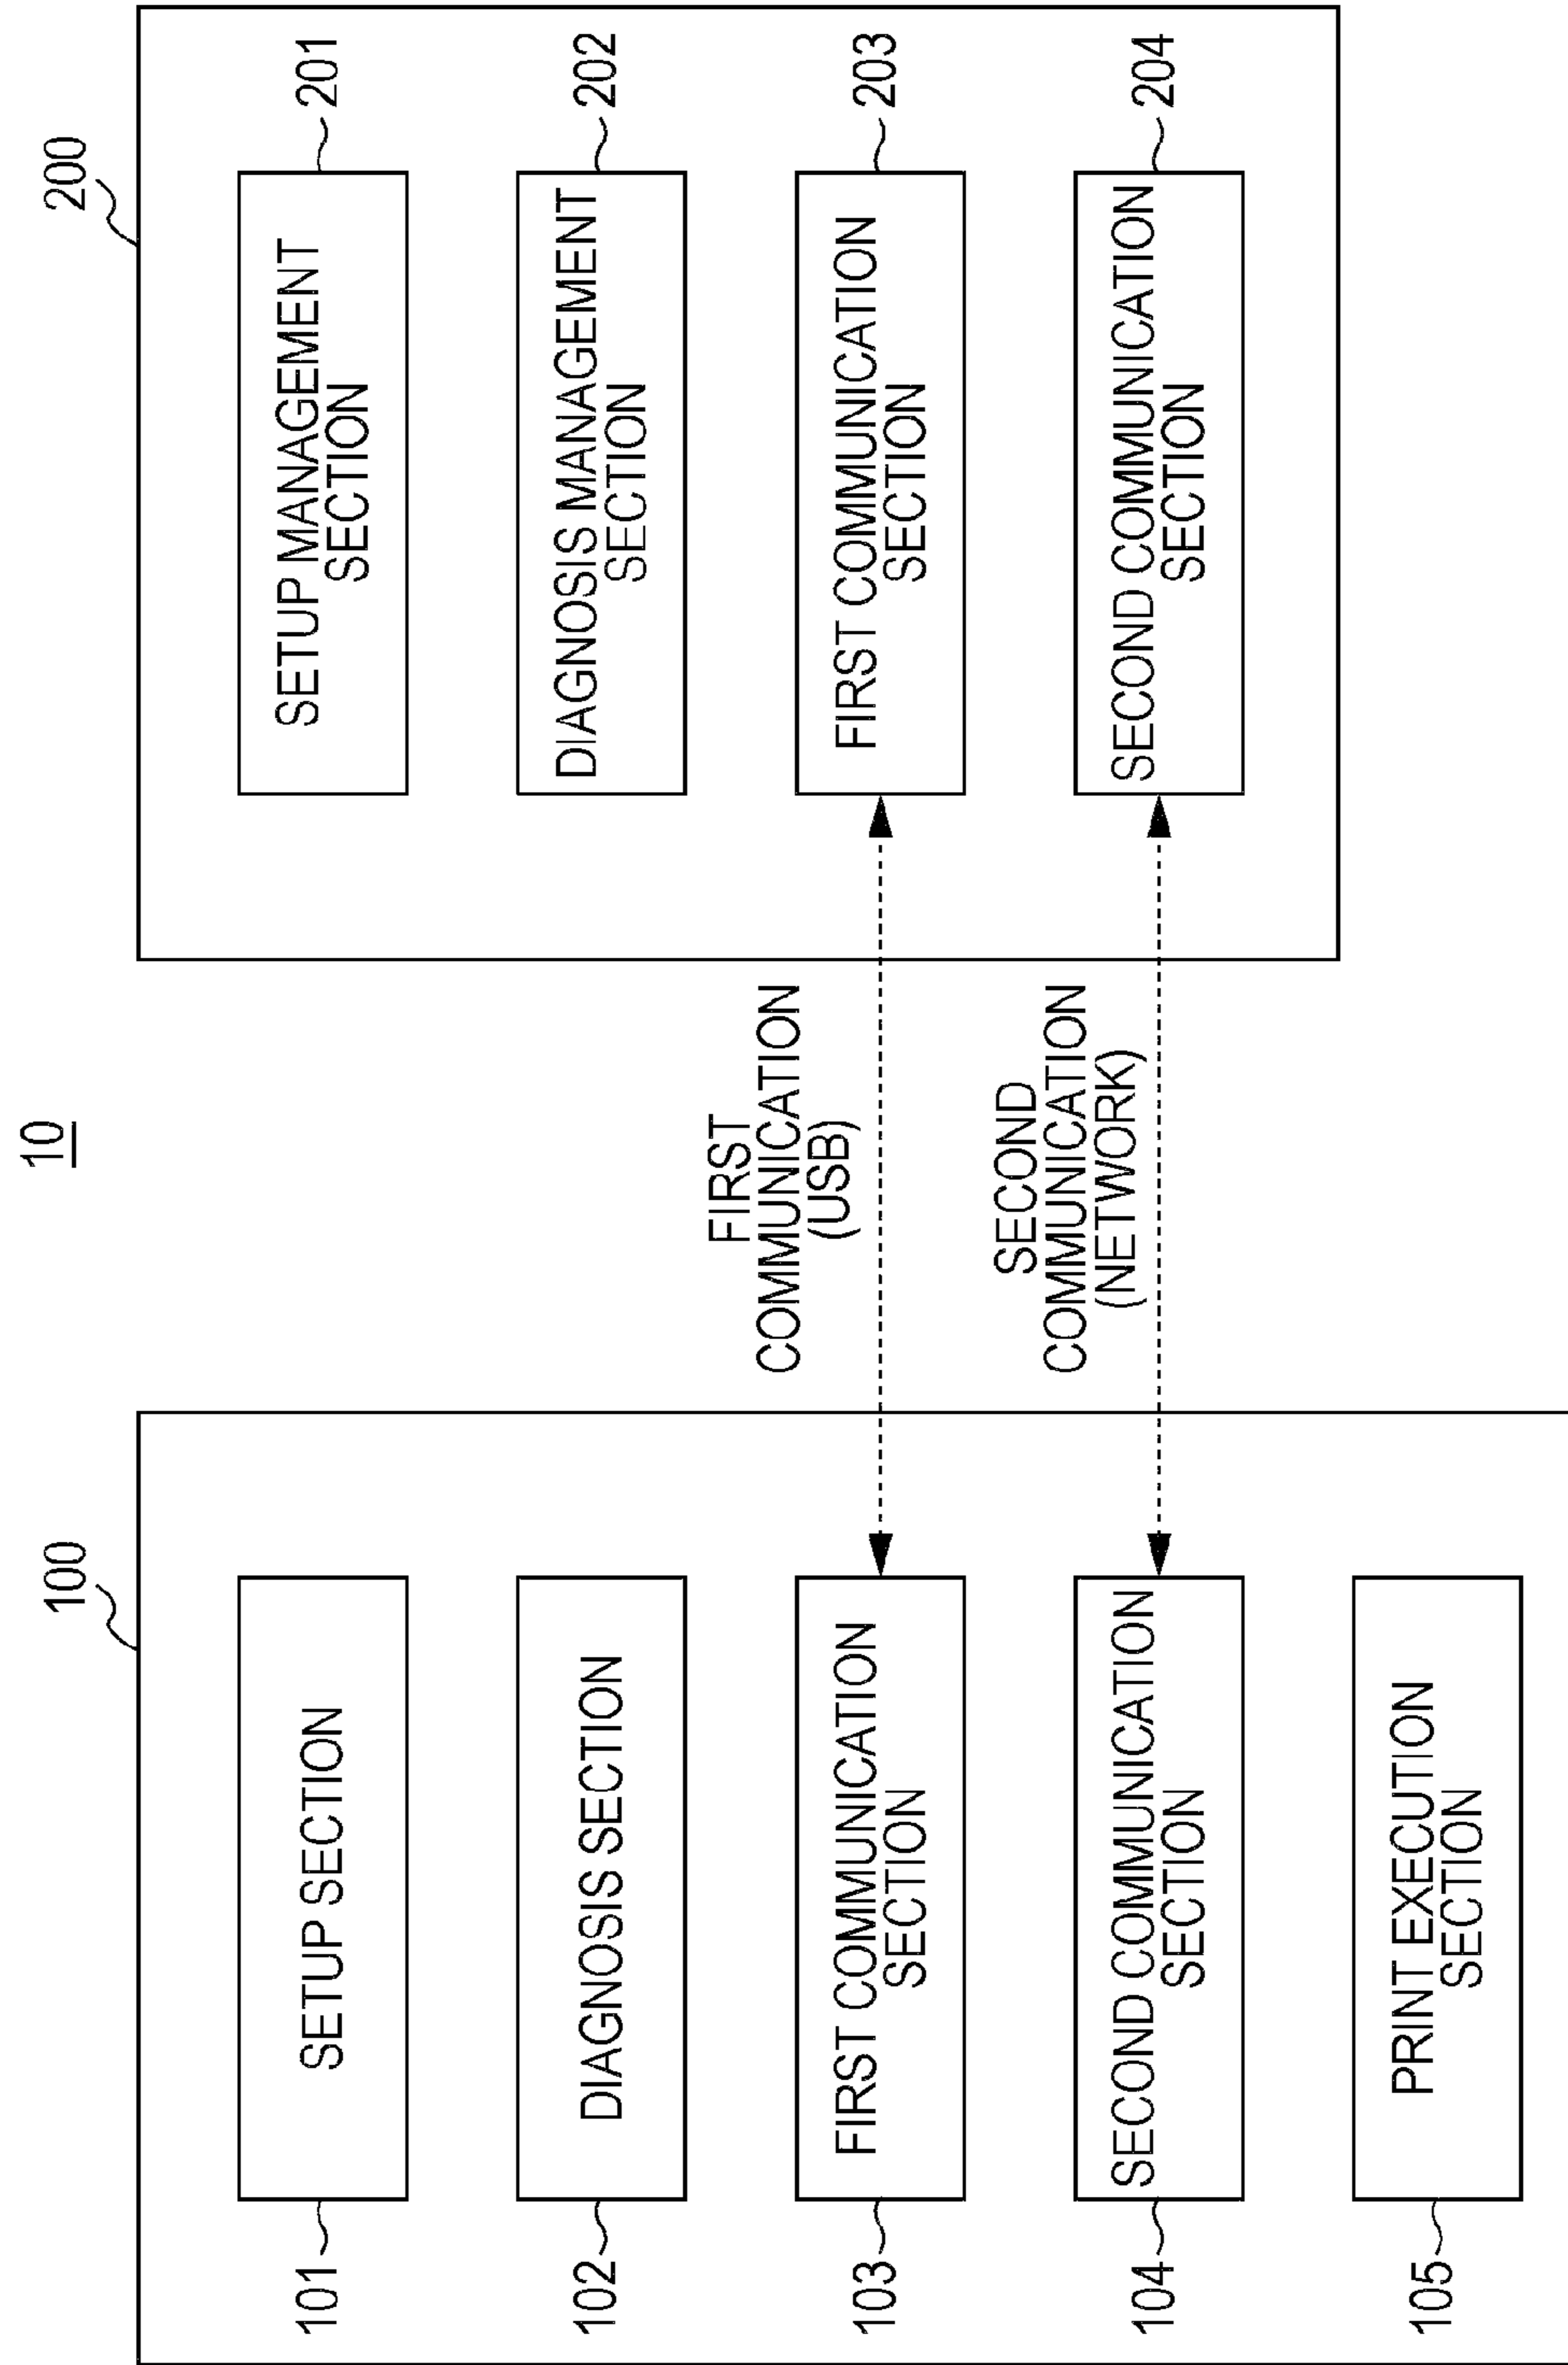 10
100
101
SETUP SECTION
102
DIAGNOSIS SECTION
103
FIRST COMMUNICATION
SECTION
104
SECOND COMMUNICATION
SECTION
105
PRINT EXECUTION
SECTION
FIRST
COMMUNICATION
(USB)
SECOND
COMMUNICATION
(NETWORK)
200
SETUP MANAGEMENT
SECTION
201
DIAGNOSIS MANAGEMENT
SECTION
202
FIRST COMMUNICATION
SECTION
203
SECOND COMMUNICATION
SECTION
204